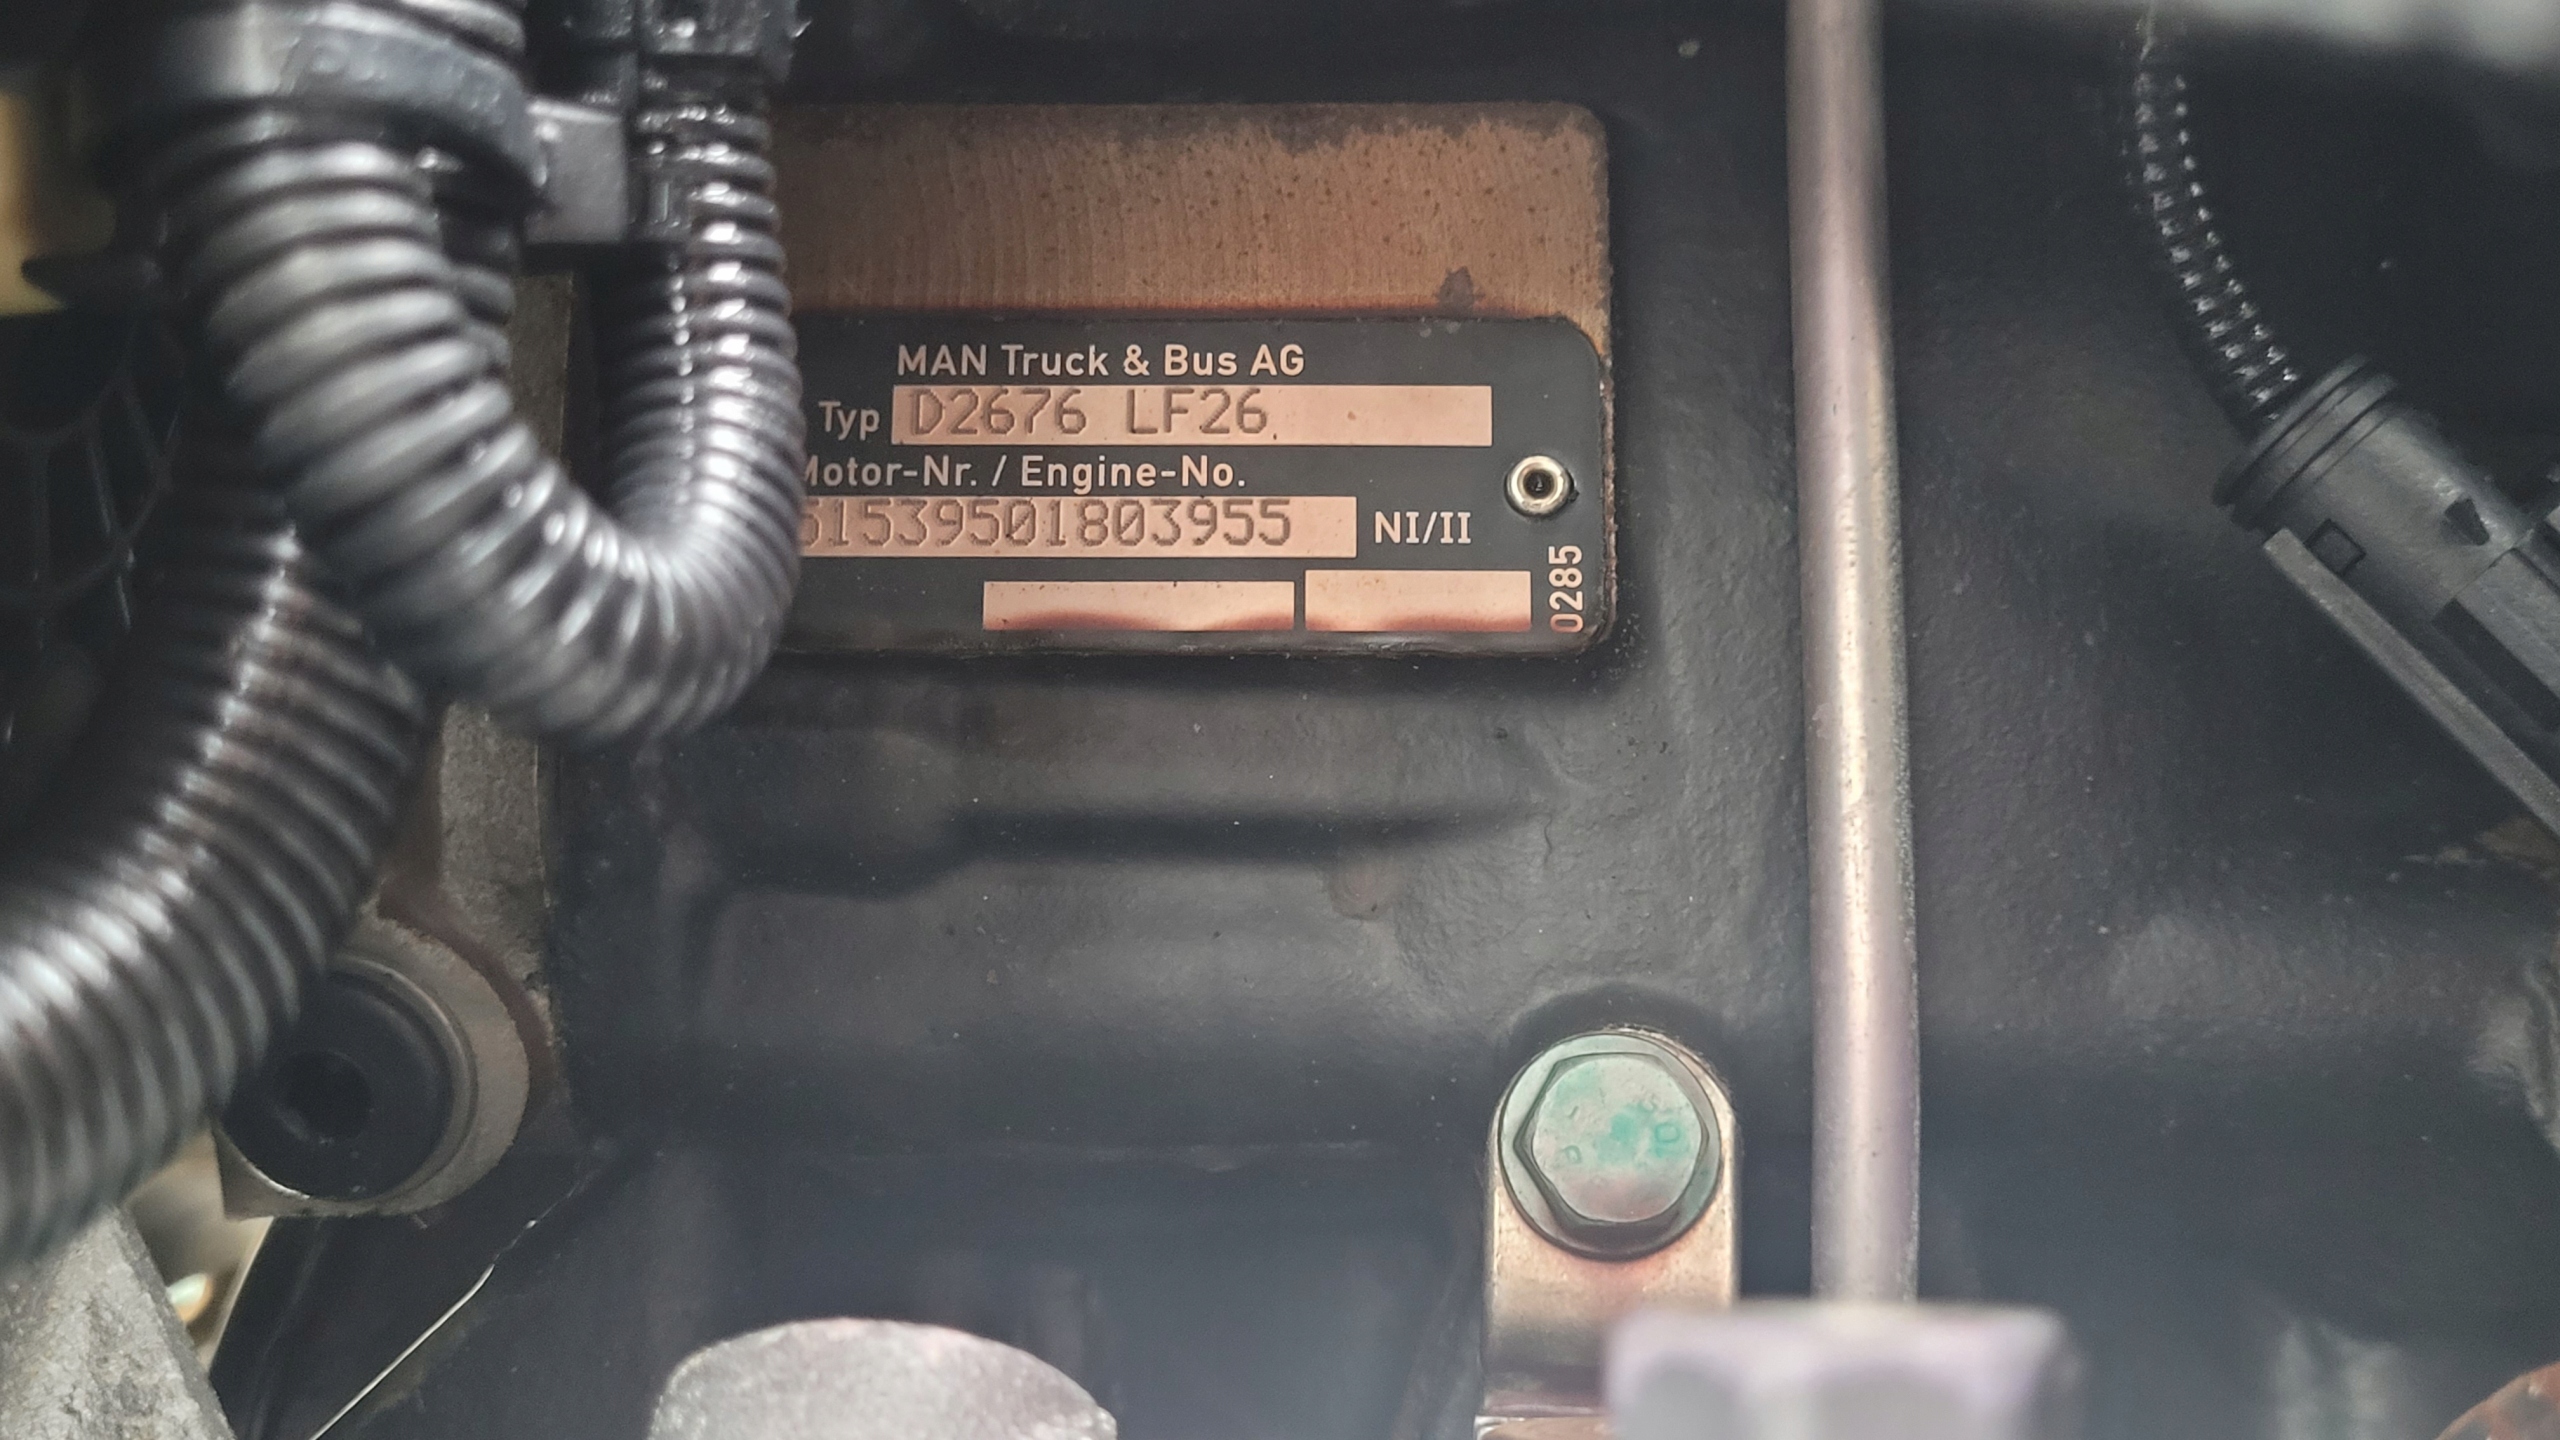 MAN Truck & Bus AG
Typ D2676 LF26
Motor-Nr. / Engine-No.
51539501803955 NI/II
0285